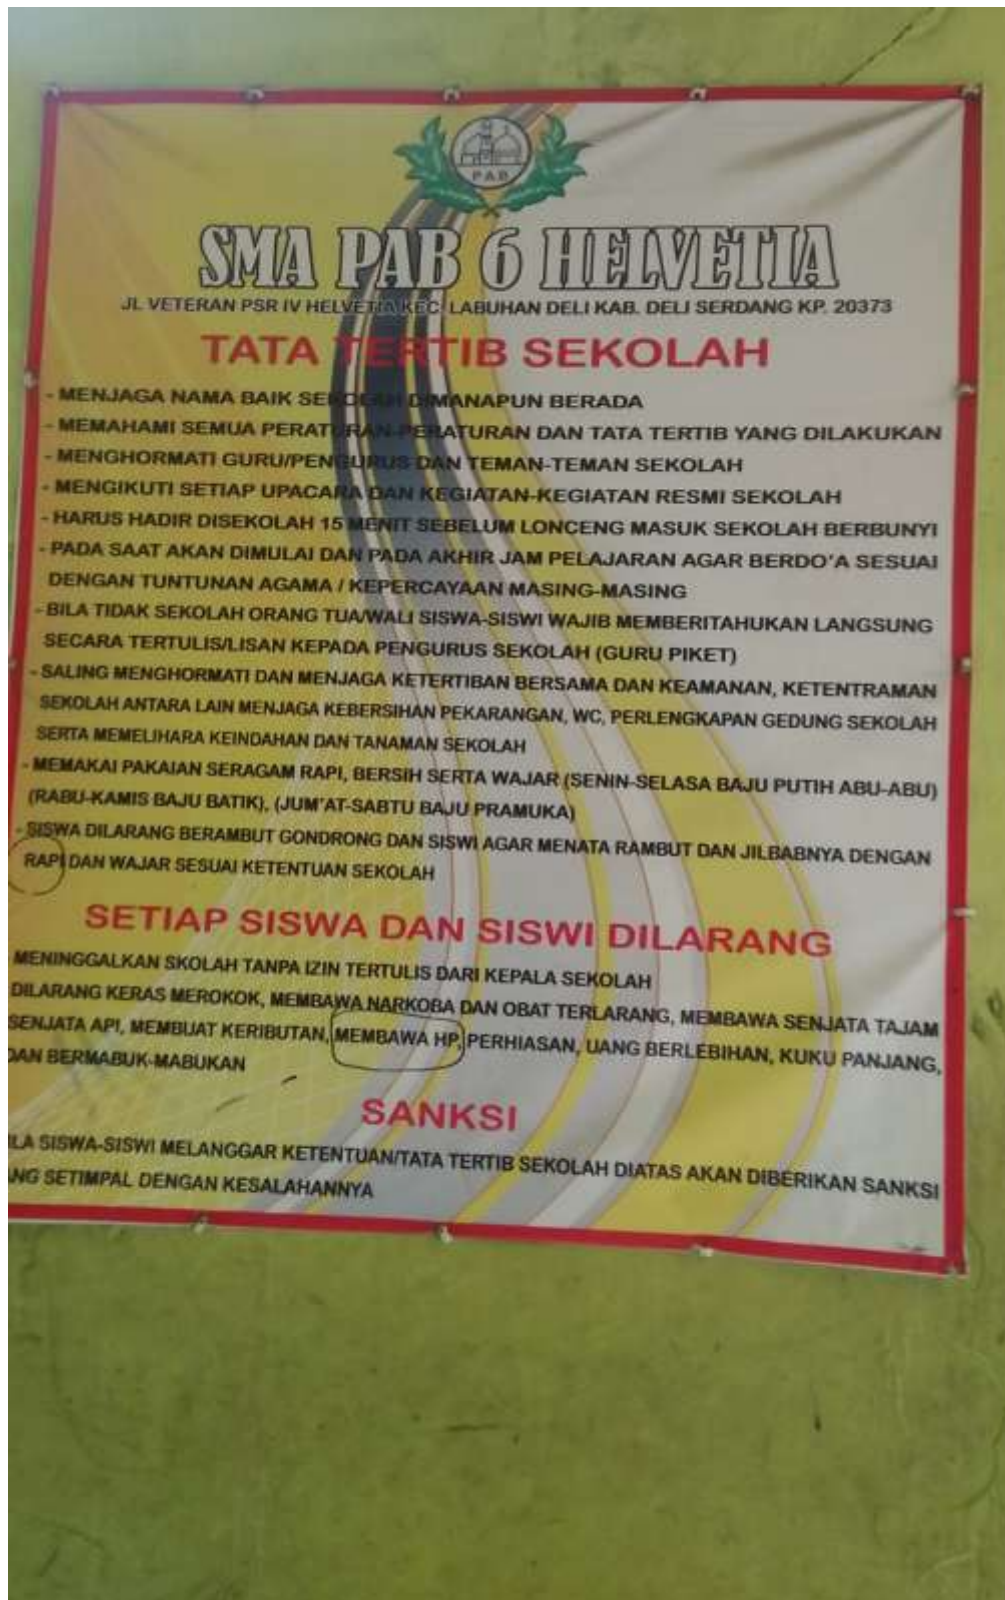 PAB
SMA PAB 6 HELVETIA
JL VETERAN PSR IV HELVETIA KEC. LABUHAN DELI KAB. DELI SERDANG KP. 20373
TATA TERTIB SEKOLAH
- MENJAGA NAMA BAIK SEKOLAH DIMANAPUN BERADA
- MEMAHAMI SEMUA PERATURAN-PERATURAN DAN TATA TERTIB YANG DILAKUKAN
- MENGHORMATI GURU/PENGURUS DAN TEMAN-TEMAN SEKOLAH
- MENGIKUTI SETIAP UPACARA DAN KEGIATAN-KEGIATAN RESMI SEKOLAH
- HARUS HADIR DISEKOLAH 15 MENIT SEBELUM LONCENG MASUK SEKOLAH BERBUNYI
- PADA SAAT AKAN DIMULAI DAN PADA AKHIR JAM PELAJARAN AGAR BERDO'A SESUAI
DENGAN TUNTUNAN AGAMA / KEPERCAYAAN MASING-MASING
- BILA TIDAK SEKOLAH ORANG TUA/WALI SISWA-SISWI WAJIB MEMBERITAHUKAN LANGSUNG
SECARA TERTULIS/LISAN KEPADA PENGURUS SEKOLAH (GURU PIKET)
- SALING MENGHORMATI DAN MENJAGA KETERTIBAN BERSAMA DAN KEAMANAN, KETENTRAMAN
SEKOLAH ANTARA LAIN MENJAGA KEBERSIHAN PEKARANGAN, WC, PERLENGKAPAN GEDUNG SEKOLAH
SERTA MEMELIHARA KEINDAHAN DAN TANAMAN SEKOLAH
- MEMAKAI PAKAIAN SERAGAM RAPI, BERSIH SERTA WAJAR (SENIN-SELASA BAJU PUTIH ABU-ABU)
(RABU-KAMIS BAJU BATIK), (JUM'AT-SABTU BAJU PRAMUKA)
- SISWA DILARANG BERAMBUT GONDRONG DAN SISWI AGAR MENATA RAMBUT DAN JILBABNYA DENGAN
RAPI DAN WAJAR SESUAI KETENTUAN SEKOLAH
SETIAP SISWA DAN SISWI DILARANG
MENINGGALKAN SKOLAH TANPA IZIN TERTULIS DARI KEPALA SEKOLAH
DILARANG KERAS MEROKOK, MEMBAWA NARKOBA DAN OBAT TERLARANG, MEMBAWA SENJATA TAJAM
SENJATA API, MEMBUAT KERIBUTAN, MEMBAWA HP, PERHIASAN, UANG BERLEBIHAN, KUKU PANJANG,
DAN BERMABUK-MABUKAN
SANKSI
ILA SISWA-SISWI MELANGGAR KETENTUAN/TATA TERTIB SEKOLAH DIATAS AKAN DIBERIKAN SANKSI
NG SETIMPAL DENGAN KESALAHANNYA